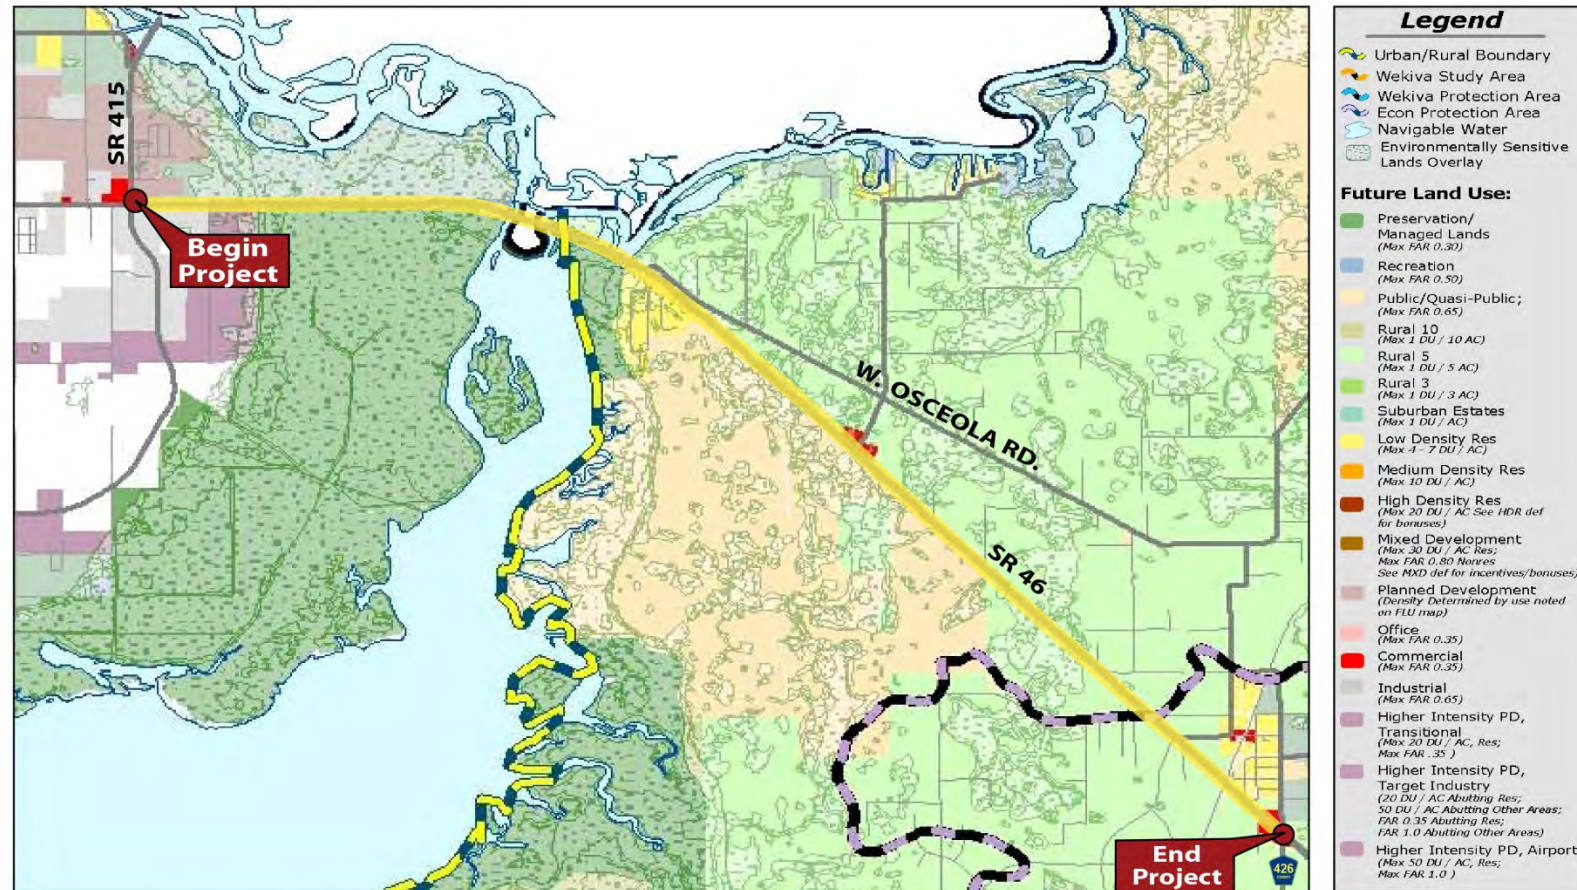 SR 415
Begin
Project
W. OSCEOLA RD.
SR 46
End
Project
426
COUNTY
Legend
Urban/Rural Boundary
Wekiva Study Area
Wekiva Protection Area
Econ Protection Area
Navigable Water
Environmentally Sensitive
Lands Overlay
Future Land Use:
Preservation/
Managed Lands
(Max FAR 0.30)
Recreation
(Max FAR 0.50)
Public/Quasi-Public;
(Max FAR 0.65)
Rural 10
(Max 1 DU / 10 AC)
Rural 5
(Max 1 DU / 5 AC)
Rural 3
(Max 1 DU / 3 AC)
Suburban Estates
(Max 1 DU / AC)
Low Density Res
(Max 4 - 7 DU / AC)
Medium Density Res
(Max 10 DU / AC)
High Density Res
(Max 20 DU / AC See HDR def
for bonuses)
Mixed Development
(Max 30 DU / AC Res;
Max FAR 0.80 Nonres
See MXD def for incentives/bonuses)
Planned Development
(Density Determined by use noted
on FLU map)
Office
(Max FAR 0.35)
Commercial
(Max FAR 0.35)
Industrial
(Max FAR 0.65)
Higher Intensity PD,
Transitional
(Max 20 DU / AC, Res;
Max FAR .35 )
Higher Intensity PD,
Target Industry
(20 DU / AC Abutting Res;
50 DU / AC Abutting Other Areas;
FAR 0.35 Abutting Res;
FAR 1.0 Abutting Other Areas)
Higher Intensity PD, Airport
(Max 50 DU / AC, Res;
Max FAR 1.0 )